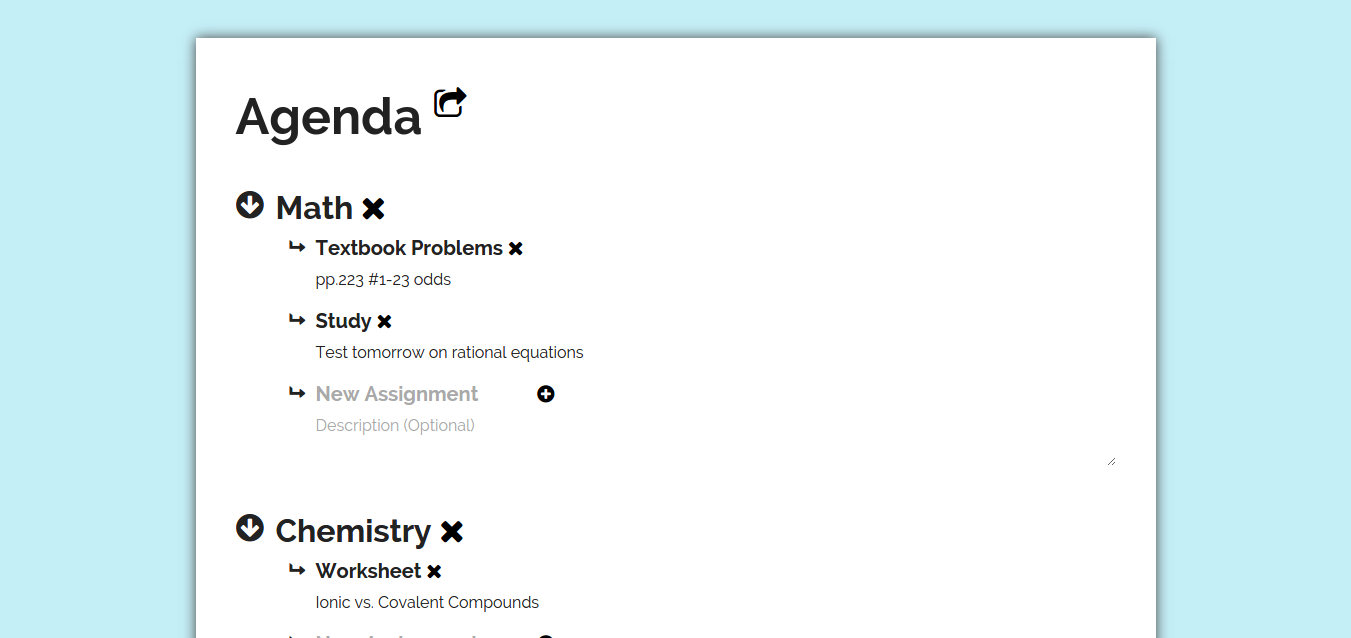 Agenda
Math
Textbook Problems
pp.223 #1-23 odds
Study
Test tomorrow on rational equations
New Assignment
Description (Optional)
Chemistry
Worksheet
Ionic vs. Covalent Compounds